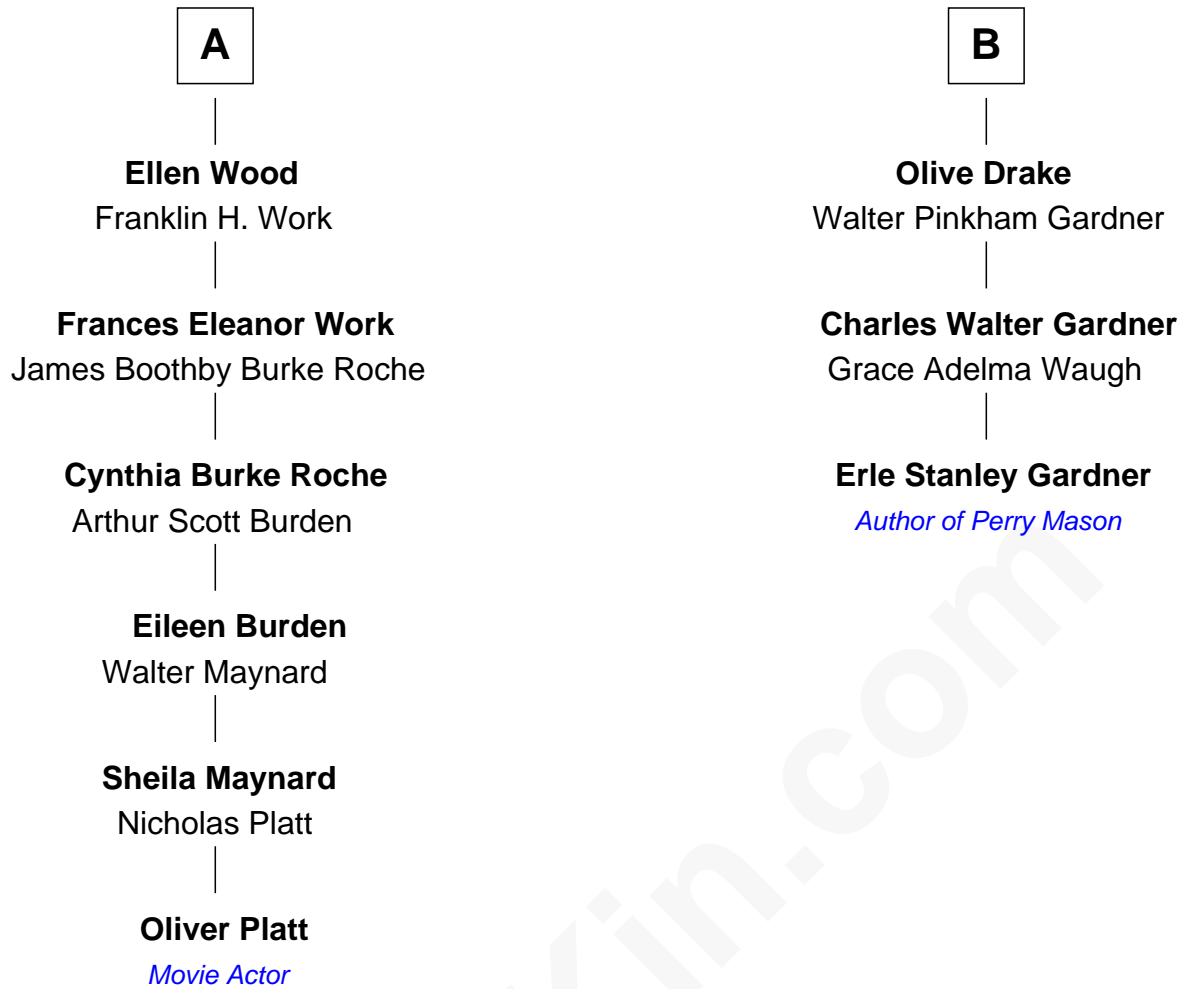 A
Ellen Wood
Franklin H. Work
Frances Eleanor Work
James Boothby Burke Roche
Cynthia Burke Roche
Arthur Scott Burden
Eileen Burden
Walter Maynard
Sheila Maynard
Nicholas Platt
Oliver Platt
Movie Actor
B
Olive Drake
Walter Pinkham Gardner
Charles Walter Gardner
Grace Adelma Waugh
Erle Stanley Gardner
Author of Perry Mason
Kin.com